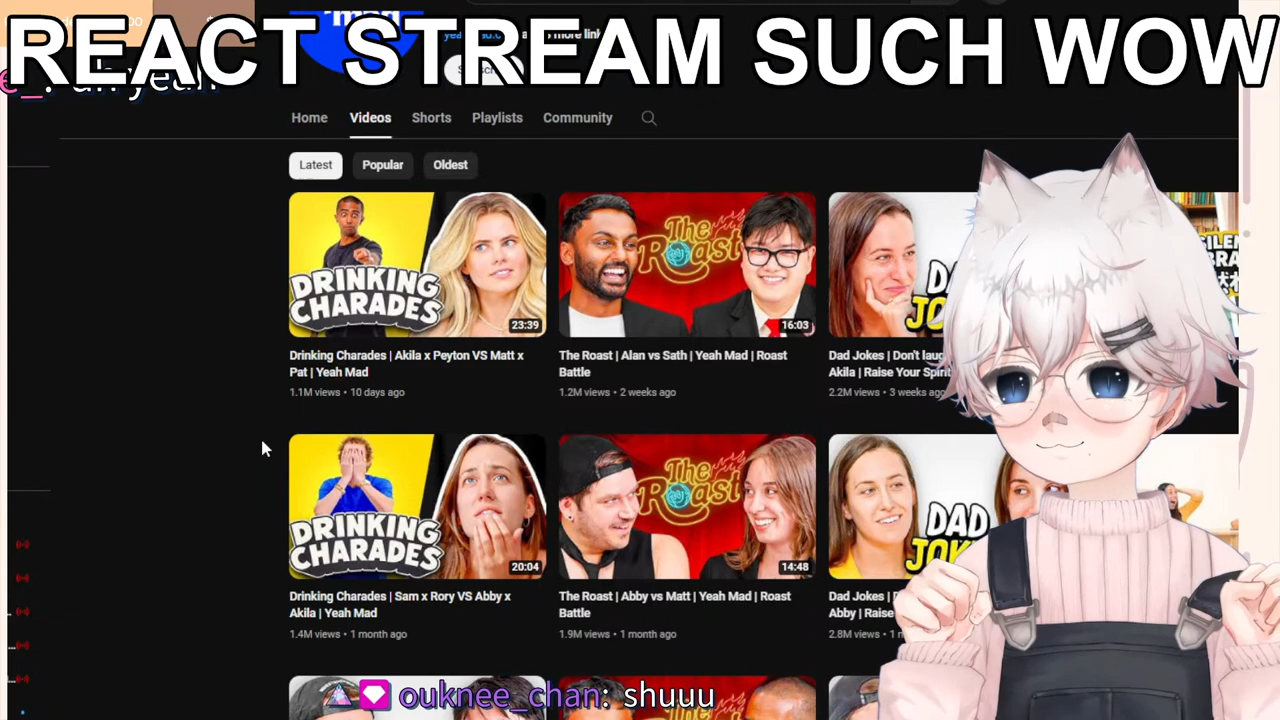 REACT STREAM SUCH WOW
Home Videos Shorts Playlists Community
Latest Popular Oldest
DRINKING
CHARADES
23:39
The
Roast
16:03
Drinking Charades | Akila x Peyton VS Matt x
Pat | Yeah Mad
1.1M views • 10 days ago
The Roast | Alan vs Sath | Yeah Mad | Roast
Battle
1.2M views • 2 weeks ago
Dad Jokes | Don't laug
Akila | Raise Your Spiri
2.2M views • 3 weeks ago
DRINKING
CHARADES
20:04
The
Roast
14:48
DAD
Drinking Charades | Sam x Rory VS Abby x
Akila | Yeah Mad
1.4M views • 1 month ago
The Roast | Abby vs Matt | Yeah Mad | Roast
Battle
1.9M views • 1 month ago
Dad Jokes |
Abby | Raise
2.8M views • 1
ouknee_chan: shuuu